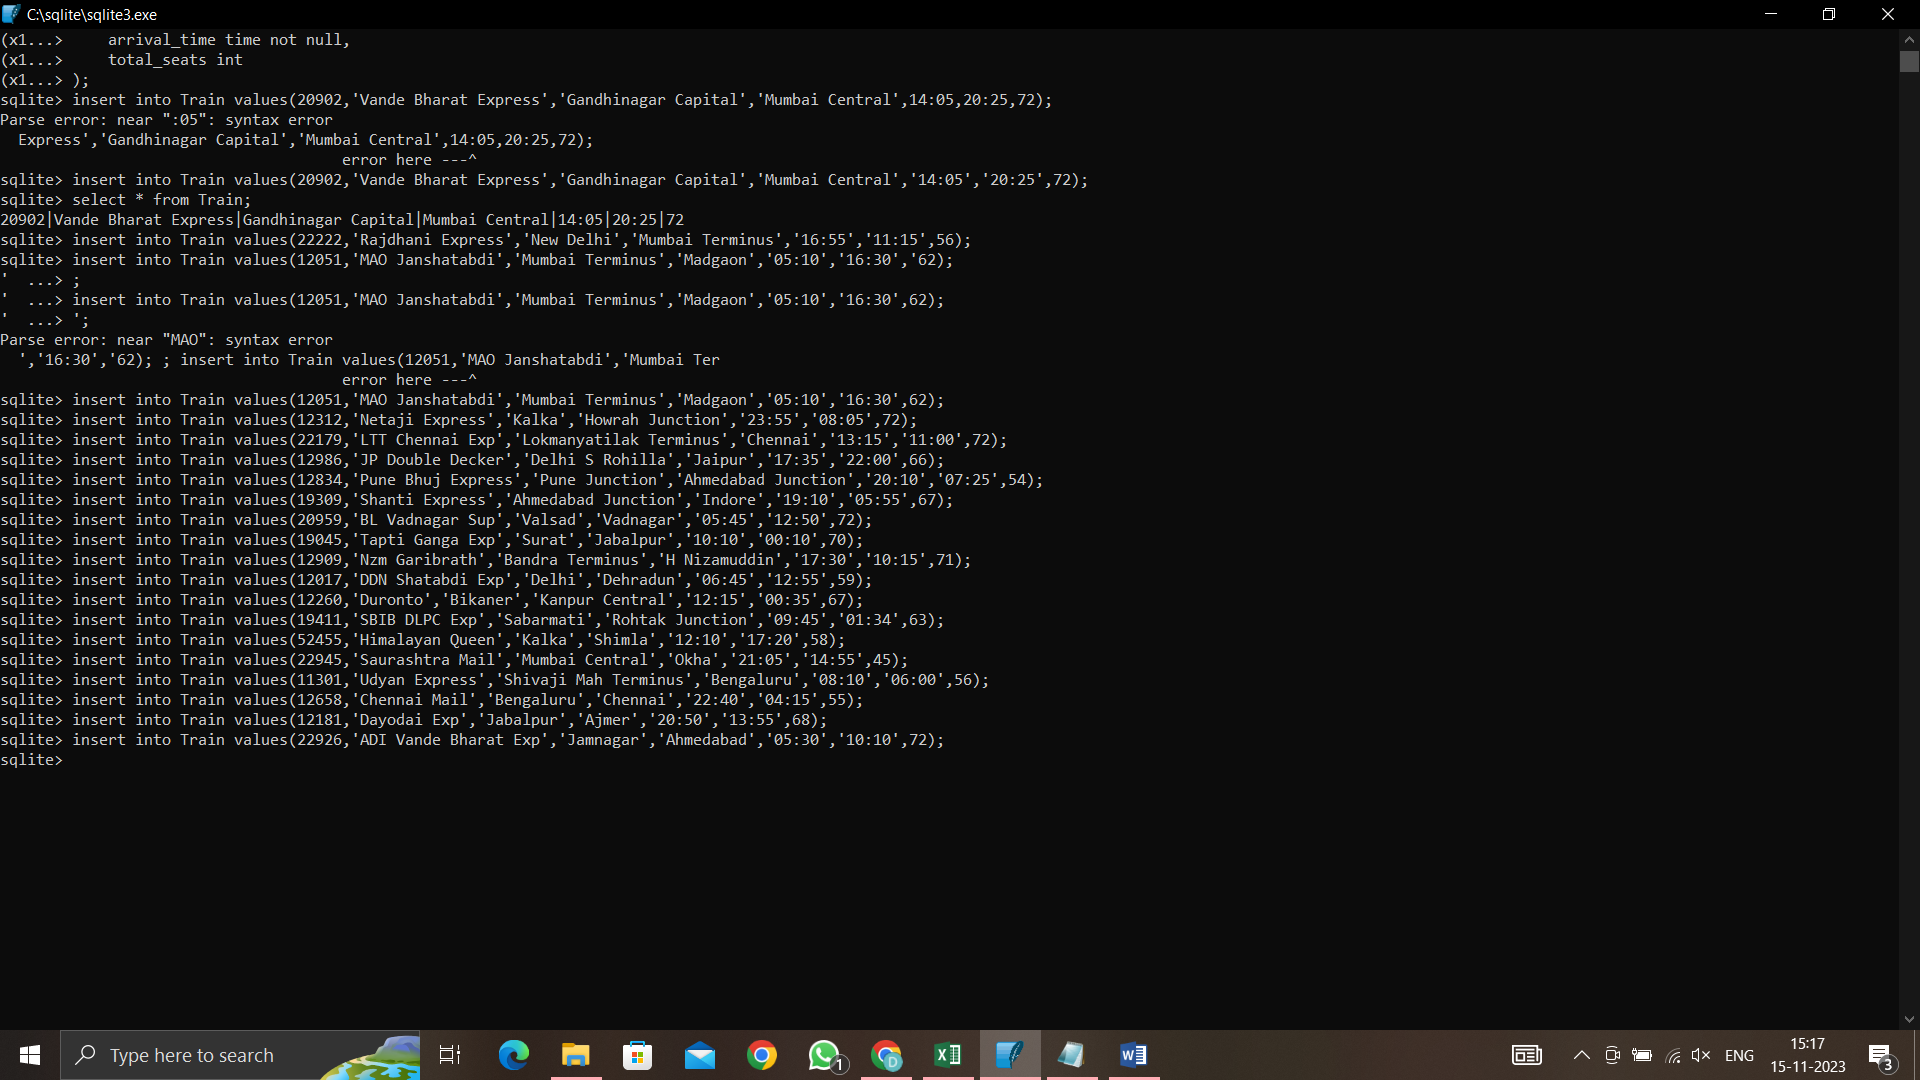 C:\sqlite\sqlite3.exe
(x1...>     arrival_time time not null,
(x1...>     total_seats int
(x1...> );
sqlite> insert into Train values(20902,'Vande Bharat Express','Gandhinagar Capital','Mumbai Central',14:05,20:25,72);
Parse error: near ":05": syntax error
  Express','Gandhinagar Capital','Mumbai Central',14:05,20:25,72);
                                      error here ---^
sqlite> insert into Train values(20902,'Vande Bharat Express','Gandhinagar Capital','Mumbai Central','14:05','20:25',72);
sqlite> select * from Train;
20902|Vande Bharat Express|Gandhinagar Capital|Mumbai Central|14:05|20:25|72
sqlite> insert into Train values(22222,'Rajdhani Express','New Delhi','Mumbai Terminus','16:55','11:15',56);
sqlite> insert into Train values(12051,'MAO Janshatabdi','Mumbai Terminus','Madgaon','05:10','16:30','62);
'  ...> ;
'  ...> insert into Train values(12051,'MAO Janshatabdi','Mumbai Terminus','Madgaon','05:10','16:30',62);
'  ...> ';
Parse error: near "MAO": syntax error
  ','16:30','62); ; insert into Train values(12051,'MAO Janshatabdi','Mumbai Ter
                                      error here ---^
sqlite> insert into Train values(12051,'MAO Janshatabdi','Mumbai Terminus','Madgaon','05:10','16:30',62);
sqlite> insert into Train values(12312,'Netaji Express','Kalka','Howrah Junction','23:55','08:05',72);
sqlite> insert into Train values(22179,'LTT Chennai Exp','Lokmanyatilak Terminus','Chennai','13:15','11:00',72);
sqlite> insert into Train values(12986,'JP Double Decker','Delhi S Rohilla','Jaipur','17:35','22:00',66);
sqlite> insert into Train values(12834,'Pune Bhuj Express','Pune Junction','Ahmedabad Junction','20:10','07:25',54);
sqlite> insert into Train values(19309,'Shanti Express','Ahmedabad Junction','Indore','19:10','05:55',67);
sqlite> insert into Train values(20959,'BL Vadnagar Sup','Valsad','Vadnagar','05:45','12:50',72);
sqlite> insert into Train values(19045,'Tapti Ganga Exp','Surat','Jabalpur','10:10','00:10',70);
sqlite> insert into Train values(12909,'Nzm Garibrath','Bandra Terminus','H Nizamuddin','17:30','10:15',71);
sqlite> insert into Train values(12017,'DDN Shatabdi Exp','Delhi','Dehradun','06:45','12:55',59);
sqlite> insert into Train values(12260,'Duronto','Bikaner','Kanpur Central','12:15','00:35',67);
sqlite> insert into Train values(19411,'SBIB DLPC Exp','Sabarmati','Rohtak Junction','09:45','01:34',63);
sqlite> insert into Train values(52455,'Himalayan Queen','Kalka','Shimla','12:10','17:20',58);
sqlite> insert into Train values(22945,'Saurashtra Mail','Mumbai Central','Okha','21:05','14:55',45);
sqlite> insert into Train values(11301,'Udyan Express','Shivaji Mah Terminus','Bengaluru','08:10','06:00',56);
sqlite> insert into Train values(12658,'Chennai Mail','Bengaluru','Chennai','22:40','04:15',55);
sqlite> insert into Train values(12181,'Dayodai Exp','Jabalpur','Ajmer','20:50','13:55',68);
sqlite> insert into Train values(22926,'ADI Vande Bharat Exp','Jamnagar','Ahmedabad','05:30','10:10',72);
sqlite>
Type here to search
1
D
ENG
15:17
15-11-2023
3